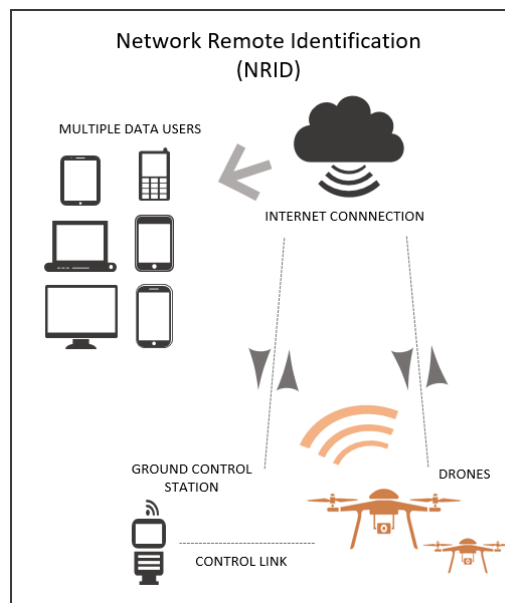 Network Remote Identification
(NRID)
MULTIPLE DATA USERS
INTERNET CONNNECTION
GROUND CONTROL
STATION
DRONES
CONTROL LINK